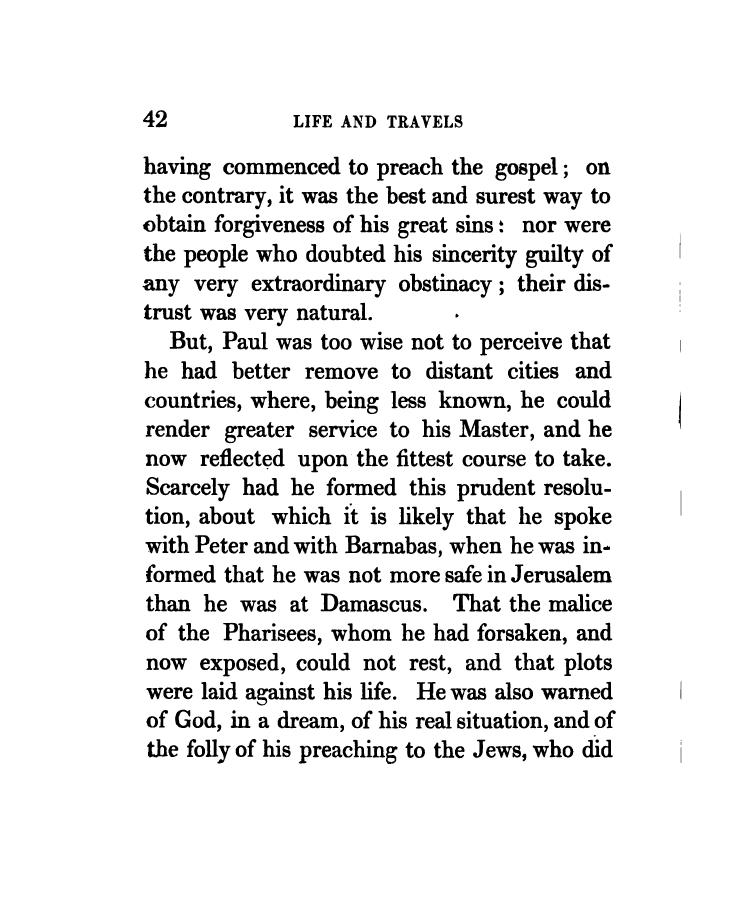 42 LIFE AND TRAVELS
having commenced to preach the gospel; on
the contrary, it was the best and surest way to
obtain forgiveness of his great sins: nor were
the people who doubted his sincerity guilty of
any very extraordinary obstinacy; their dis-
trust was very natural.
But, Paul was too wise not to perceive that
he had better remove to distant cities and
countries, where, being less known, he could
render greater service to his Master, and he
now reflected upon the fittest course to take.
Scarcely had he formed this prudent resolu-
tion, about which it is likely that he spoke
with Peter and with Barnabas, when he was in-
formed that he was not more safe in Jerusalem
than he was at Damascus. That the malice
of the Pharisees, whom he had forsaken, and
now exposed, could not rest, and that plots
were laid against his life. He was also warned
of God, in a dream, of his real situation, and of
the folly of his preaching to the Jews, who did